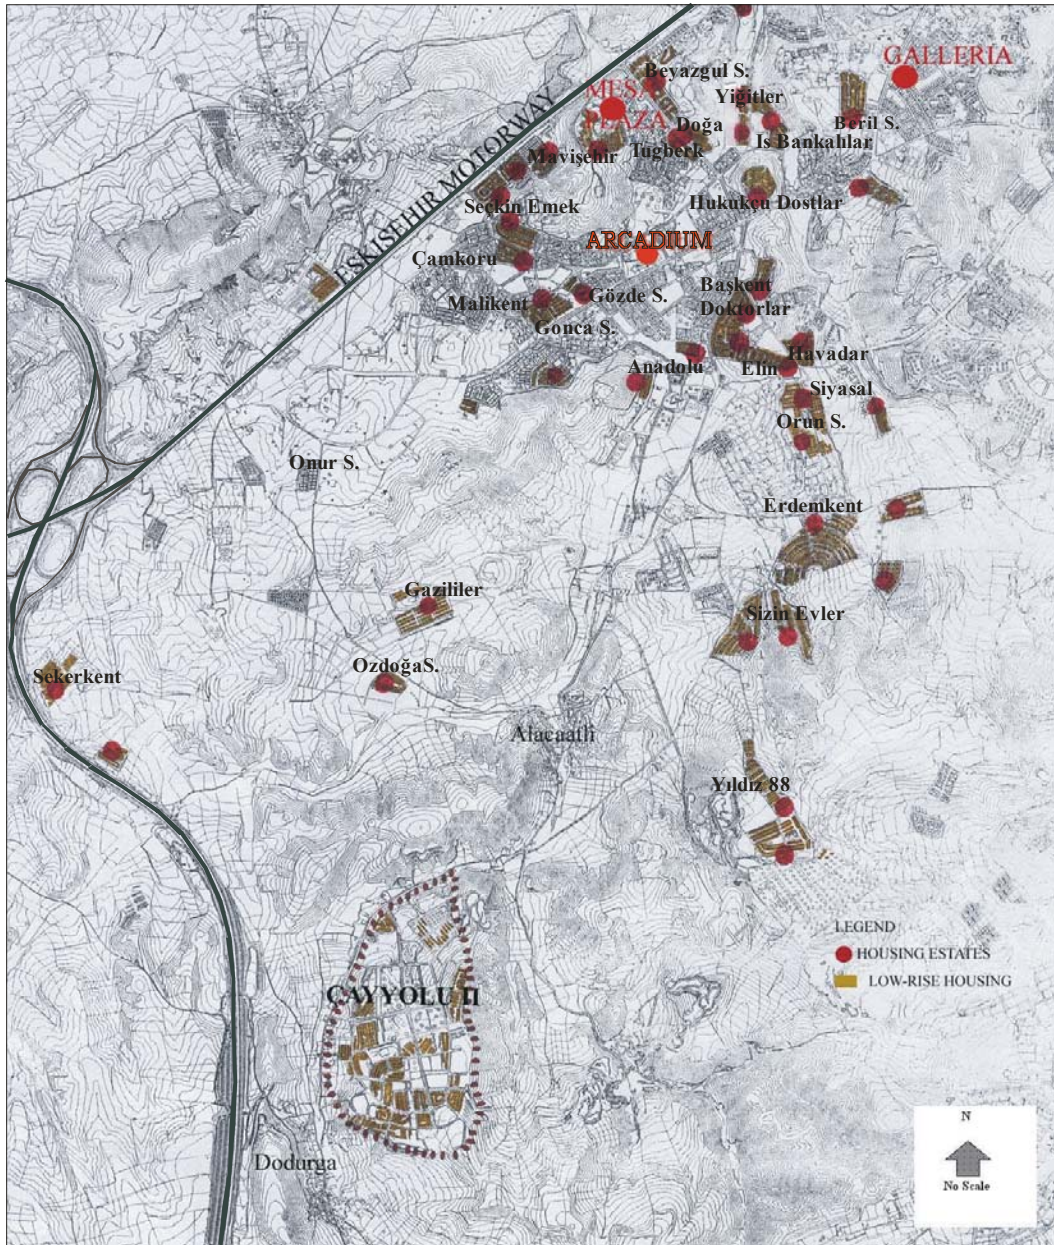 GALLERIA
Beyazgul S.
MESA
PLAZA
Yiğitler
Doğa
Beril S.
Is Bankalılar
Tugberk
Mavişehir
ESKISEHIR MOTORWAY
Hukukçu Dostlar
Seçkin Emek
ARCADIUM
Çamkoru
Başkent
Gözde S.
Malikent
Doktorlar
Gonca S.
Havadar
Anadolu
Elin
Siyasal
Orun S.
Onur S.
Erdemkent
Gazililer
Sizin Evler
OzdoğaS.
Sekerkent
Alacaatlı
Yıldız 88
LEGEND
HOUSING ESTATES
LOW-RISE HOUSING
ÇAYYOLU II
N
No Scale
Dodurga